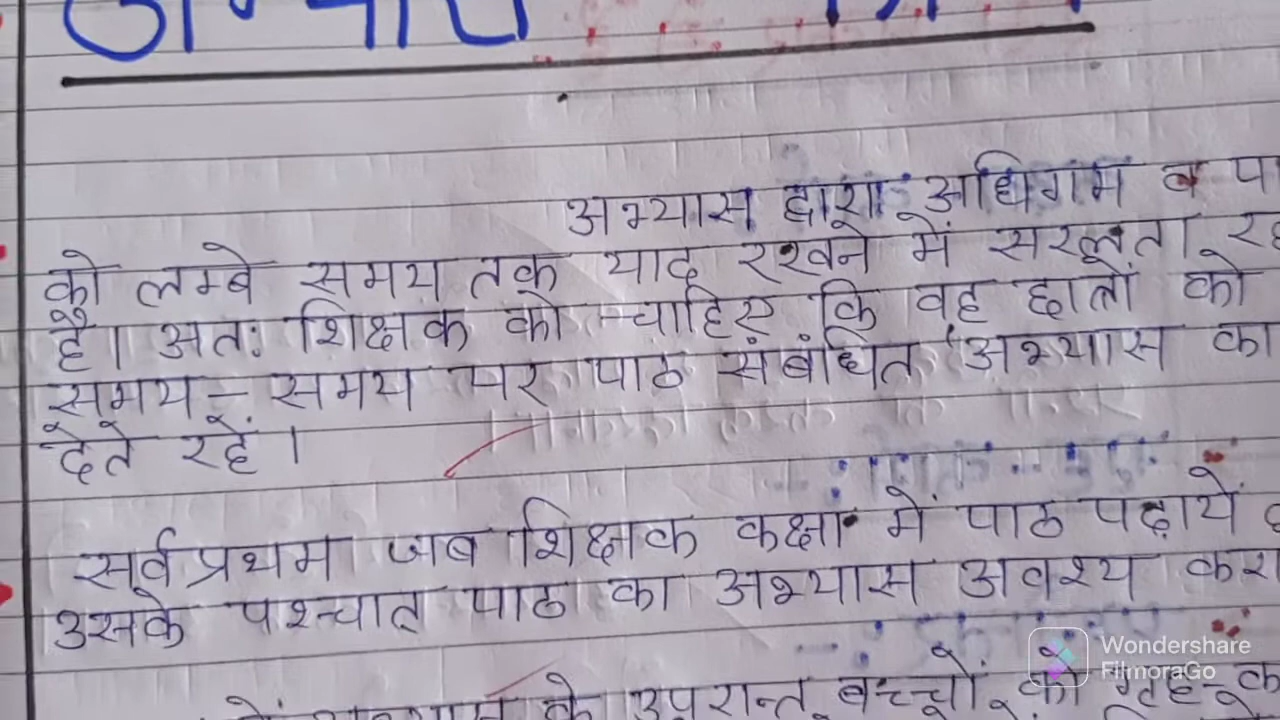 अभ्यास द्वारा अधिगम व
को लम्बे समय तक याद रखने में सरलता
है। अतः शिक्षक को चाहिए कि वह छात्रों को
समय - समय पर पाठ संबंधित अभ्यास का
देते रहें।
सर्वप्रथम जब शिक्षक कक्षा में पाठ पढ़ाये
उसके पश्चात पाठ का अभ्यास अवश्य
के उपरान्त बच्चों को गृह-
Wondershare
FilmoraGo